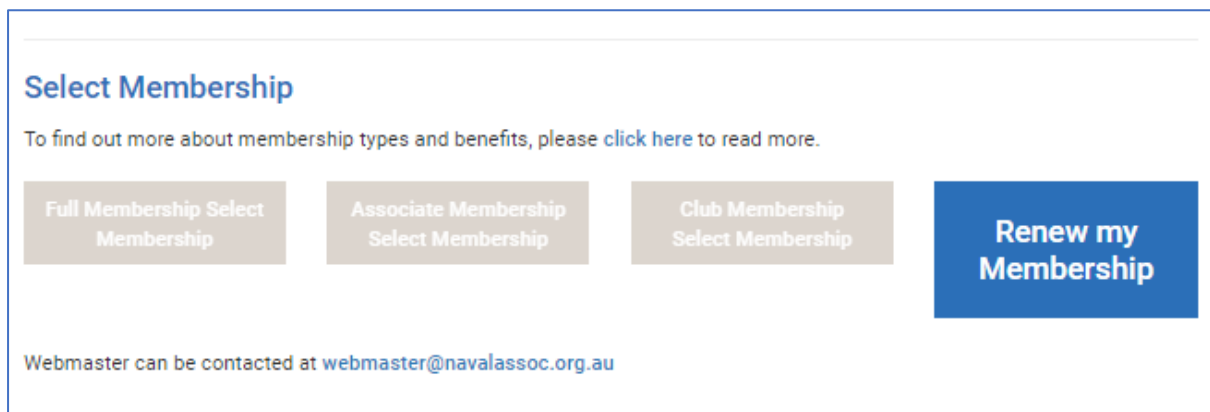 Select Membership
To find out more about membership types and benefits, please click here to read more.
Full Membership Select
Membership
Associate Membership
Select Membership
Club Membership
Select Membership
Renew my
Membership
Webmaster can be contacted at webmaster@navalassoc.org.au